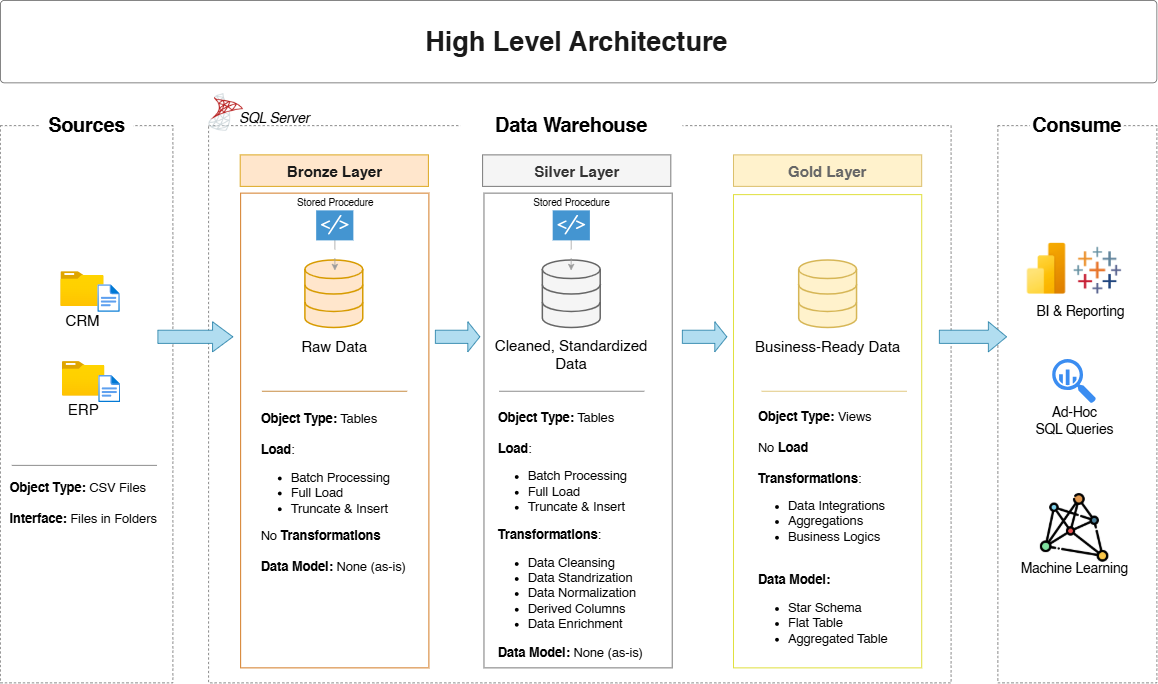 High Level Architecture
Sources
CRM
ERP
Object Type: CSV Files
Interface: Files in Folders
SQL Server
Data Warehouse
Bronze Layer
Stored Procedure
</>
Raw Data
Object Type: Tables
Load:
• Batch Processing
• Full Load
• Truncate & Insert
No Transformations
Data Model: None (as-is)
Silver Layer
Stored Procedure
</>
Cleaned, Standardized
Data
Object Type: Tables
Load:
• Batch Processing
• Full Load
• Truncate & Insert
Transformations:
• Data Cleansing
• Data Standrization
• Data Normalization
• Derived Columns
• Data Enrichment
Data Model: None (as-is)
Gold Layer
Business-Ready Data
Object Type: Views
No Load
Transformations:
• Data Integrations
• Aggregations
• Business Logics
Data Model:
• Star Schema
• Flat Table
• Aggregated Table
Consume
BI & Reporting
Ad-Hoc
SQL Queries
Machine Learning